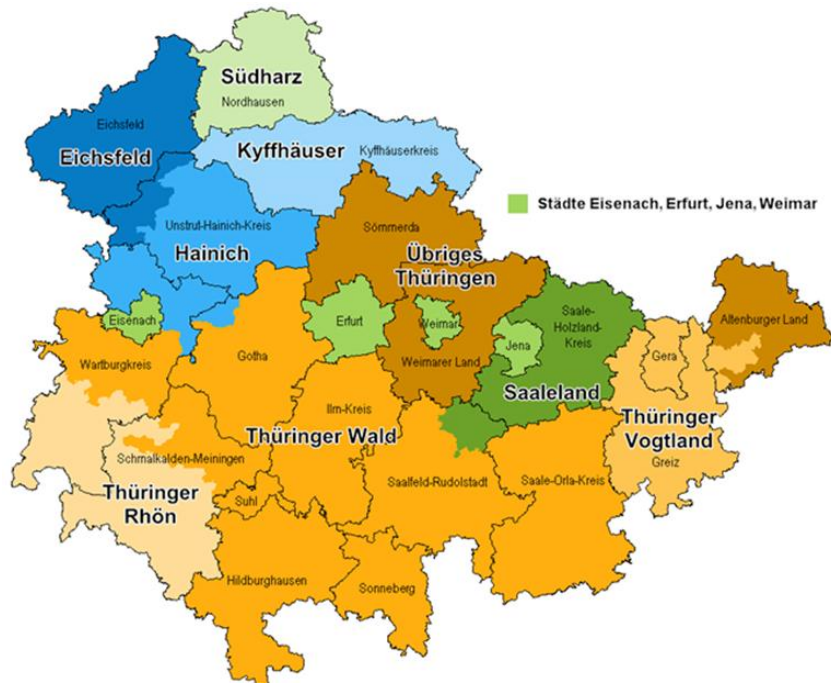 Südharz
Nordhausen
Eichsfeld
Eichsfeld
Kyffhäuser
Kyffhäuserkreis
Städte Eisenach, Erfurt, Jena, Weimar
Unstrut-Hainich-Kreis
Hainich
Sömmerda
Übriges
Thüringen
Eisenach
Erfurt
Weimar
Jena
Saale-
Holzland-
Kreis
Altenburger Land
Wartburgkreis
Gotha
Weimarer Land
Gera
Saaleland
Ilm-Kreis
Thüringer Wald
Thüringer
Vogtland
Greiz
Schmalkalden-Meiningen
Thüringer
Rhön
Suhl
Saalfeld-Rudolstadt
Saale-Orla-Kreis
Hildburghausen
Sonneberg